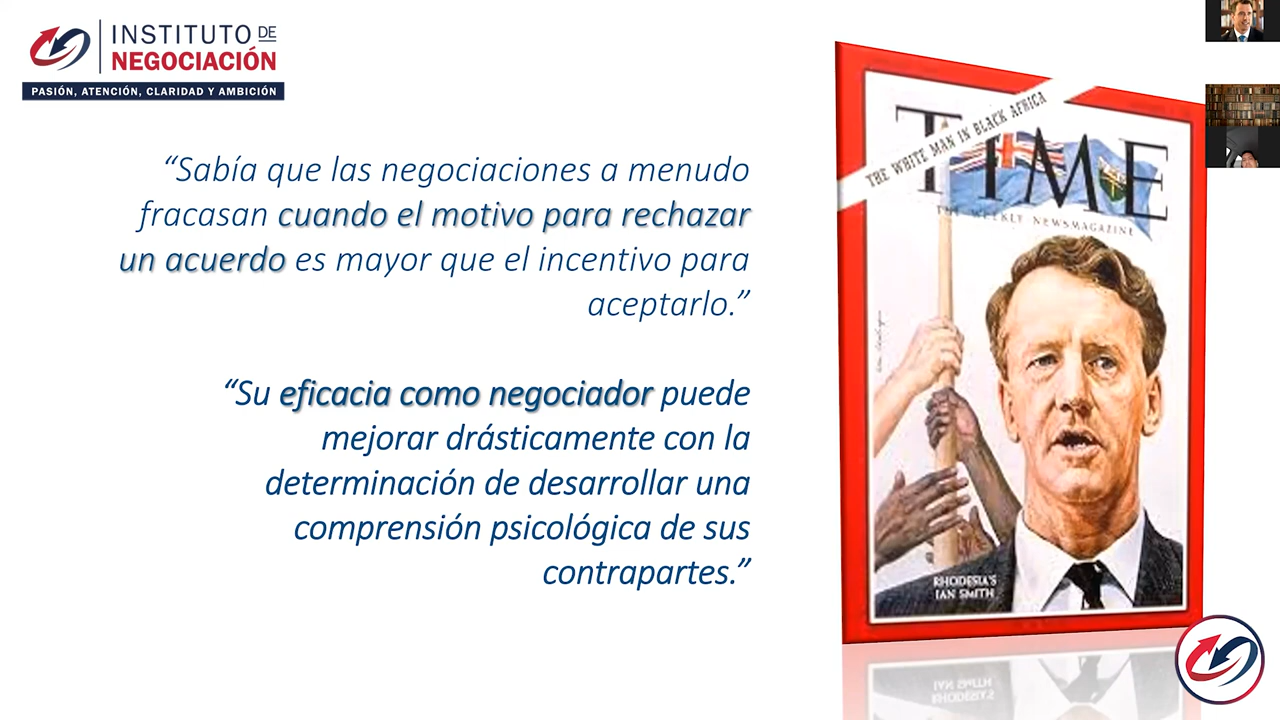 INSTITUTO DE
NEGOCIACIÓN
PASIÓN, ATENCIÓN, CLARIDAD Y AMBICIÓN
“Sabía que las negociaciones a menudo
fracasan cuando el motivo para rechazar
un acuerdo es mayor que el incentivo para
aceptarlo.”
“Su eficacia como negociador puede
mejorar drásticamente con la
determinación de desarrollar una
comprensión psicológica de sus
contrapartes.”
THE WHITE MAN IN BLACK AFRICA
TIME
THE WEEKLY NEWSMAGAZINE
RHODESIA'S
IAN SMITH